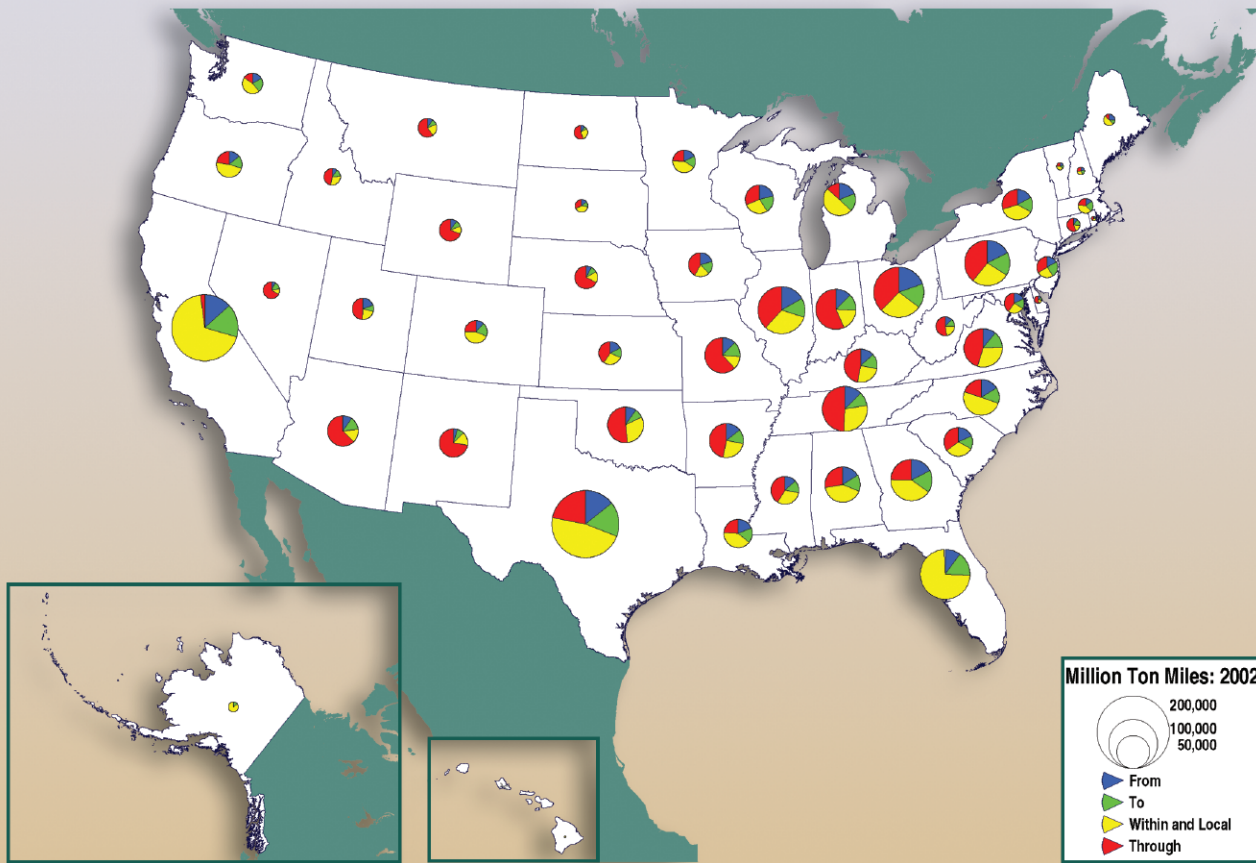 Million Ton Miles: 2002
200,000
100,000
50,000
From
To
Within and Local
Through